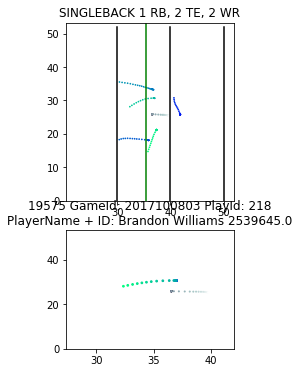 SINGLEBACK 1 RB, 2 TE, 2 WR
50
40
30
20
10
0
30 40 50
19575 GameId: 2017100803 PlayId: 218
PlayerName + ID: Brandon Williams 2539645.0
40
20
0
30 35 40